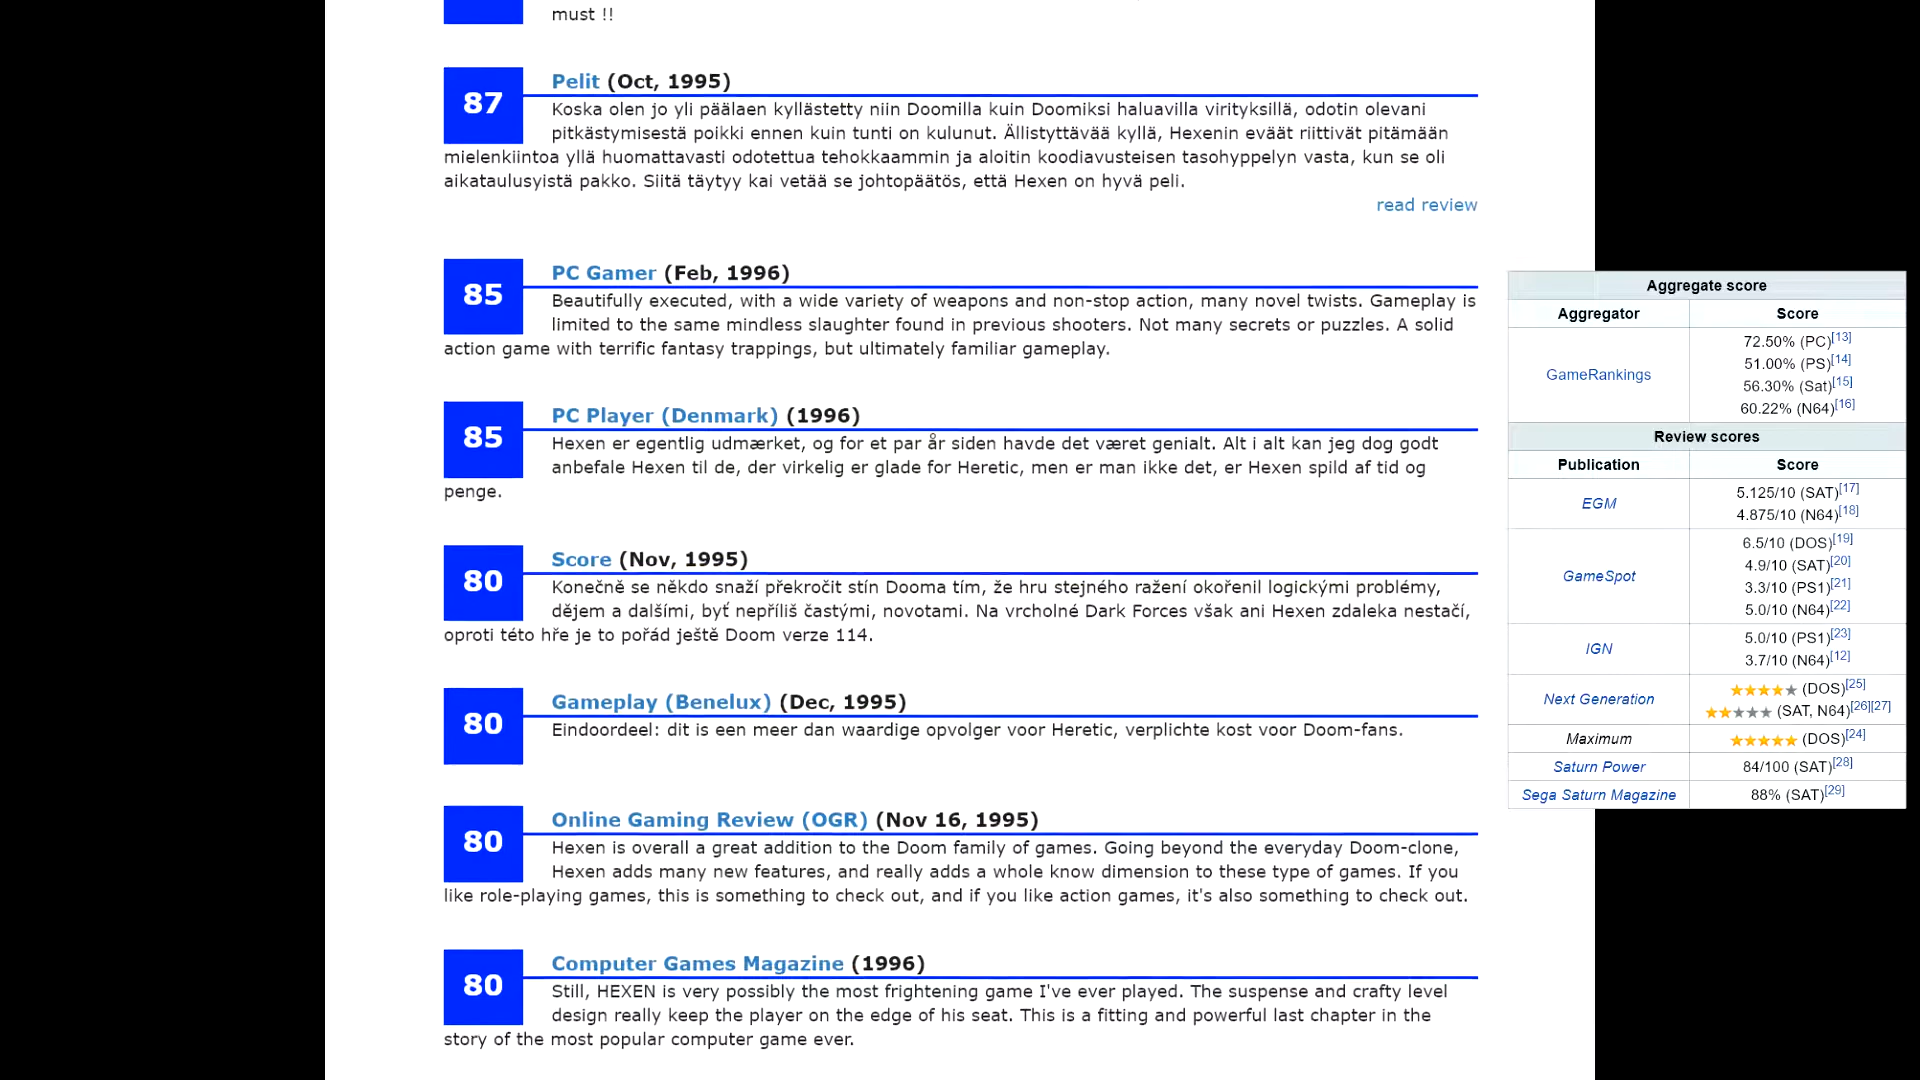 must !!
87
Pelit (Oct, 1995)
Koska olen jo yli päälaen kyllästetty niin Doomilla kuin Doomiksi haluavilla virityksillä, odotin olevani
pitkästymisestä poikki ennen kuin tunti on kulunut. Ällistyttävää kyllä, Hexenin eväät riittivät pitämään
mielenkiintoa yllä huomattavasti odotettua tehokkaammin ja aloitin koodiavusteisen tasohyppelyn vasta, kun se oli
aikataulusyistä pakko. Siitä täytyy kai vetää se johtopäätös, että Hexen on hyvä peli.
read review
85
PC Gamer (Feb, 1996)
Beautifully executed, with a wide variety of weapons and non-stop action, many novel twists. Gameplay is
limited to the same mindless slaughter found in previous shooters. Not many secrets or puzzles. A solid
action game with terrific fantasy trappings, but ultimately familiar gameplay.
85
PC Player (Denmark) (1996)
Hexen er egentlig udmærket, og for et par år siden havde det været genialt. Alt i alt kan jeg dog godt
anbefale Hexen til de, der virkelig er glade for Heretic, men er man ikke det, er Hexen spild af tid og
penge.
80
Score (Nov, 1995)
Konečně se někdo snaží překročit stín Dooma tím, že hru stejného ražení okořenil logickými problémy,
dějem a dalšími, byť nepříliš častými, novotami. Na vrcholné Dark Forces však ani Hexen zdaleka nestačí,
oproti této hře je to pořád ještě Doom verze 114.
80
Gameplay (Benelux) (Dec, 1995)
Eindoordeel: dit is een meer dan waardige opvolger voor Heretic, verplichte kost voor Doom-fans.
80
Online Gaming Review (OGR) (Nov 16, 1995)
Hexen is overall a great addition to the Doom family of games. Going beyond the everyday Doom-clone,
Hexen adds many new features, and really adds a whole know dimension to these type of games. If you
like role-playing games, this is something to check out, and if you like action games, it's also something to check out.
80
Computer Games Magazine (1996)
Still, HEXEN is very possibly the most frightening game I've ever played. The suspense and crafty level
design really keep the player on the edge of his seat. This is a fitting and powerful last chapter in the
story of the most popular computer game ever.
Aggregate score
Aggregator Score
GameRankings
72.50% (PC)[13]
51.00% (PS)[14]
56.30% (Sat)[15]
60.22% (N64)[16]
Review scores
Publication Score
EGM
5.125/10 (SAT)[17]
4.875/10 (N64)[18]
GameSpot
6.5/10 (DOS)[19]
4.9/10 (SAT)[20]
3.3/10 (PS1)[21]
5.0/10 (N64)[22]
IGN
5.0/10 (PS1)[23]
3.7/10 (N64)[12]
Next Generation
★★★★★ (DOS)[25]
★★★★★ (SAT, N64)[26][27]
Maximum ★★★★★ (DOS)[24]
Saturn Power 84/100 (SAT)[28]
Sega Saturn Magazine 88% (SAT)[29]